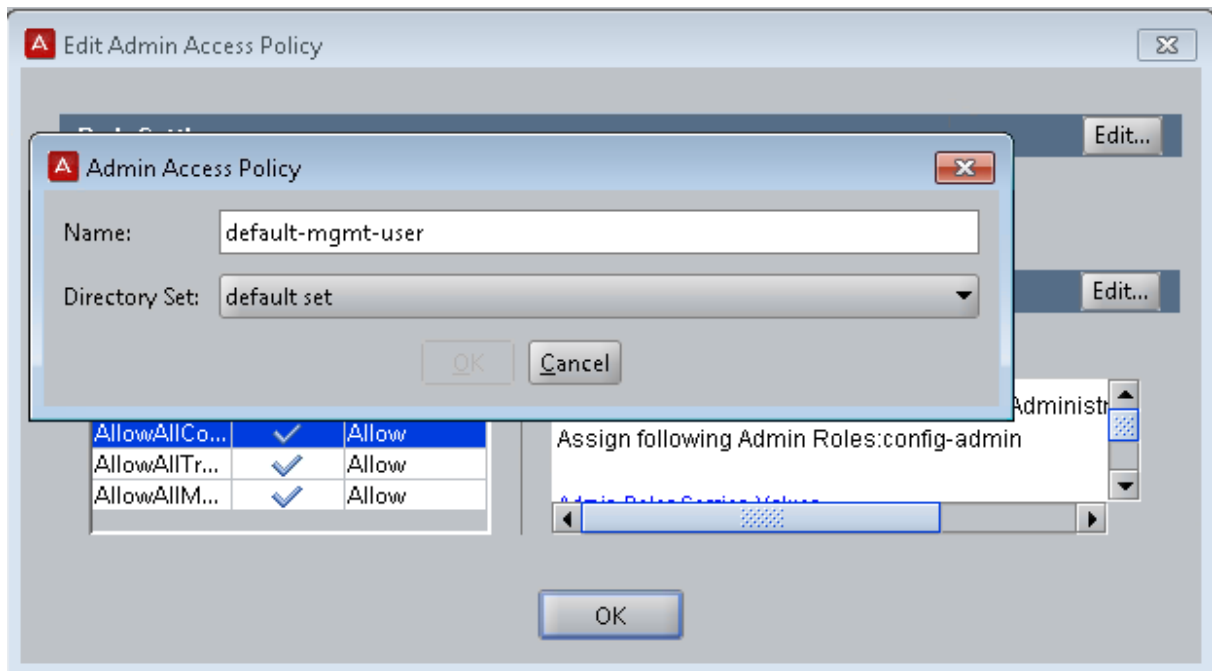 Edit Admin Access Policy
Edit...
Admin Access Policy
Name: default-mgmt-user
Directory Set: default set
Edit...
OK Cancel
Administr
AllowAllCo... Allow
Assign following Admin Roles:config-admin
AllowAllTr... Allow
AllowAllM... Allow
OK